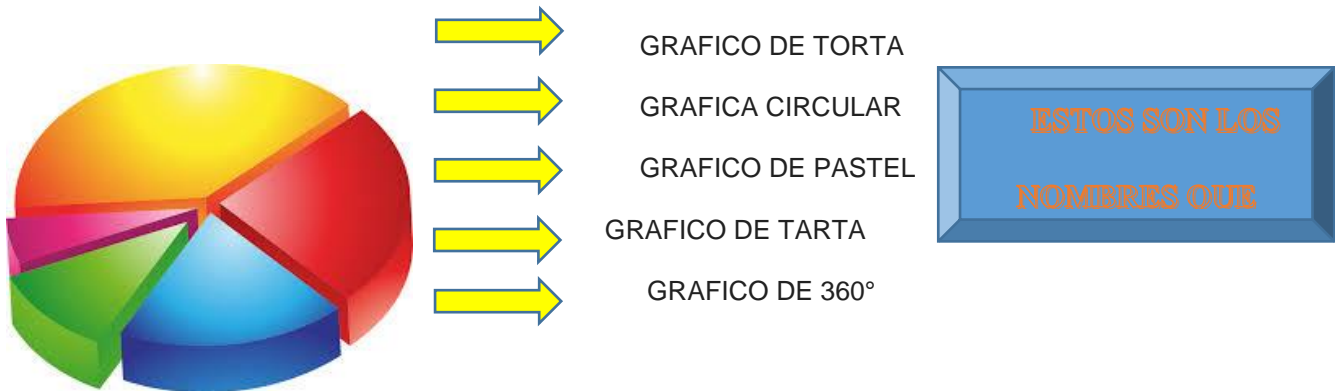 GRAFICO DE TORTA
GRAFICA CIRCULAR
GRAFICO DE PASTEL
GRAFICO DE TARTA
GRAFICO DE 360°
ESTOS SON LOS
NOMBRES QUE